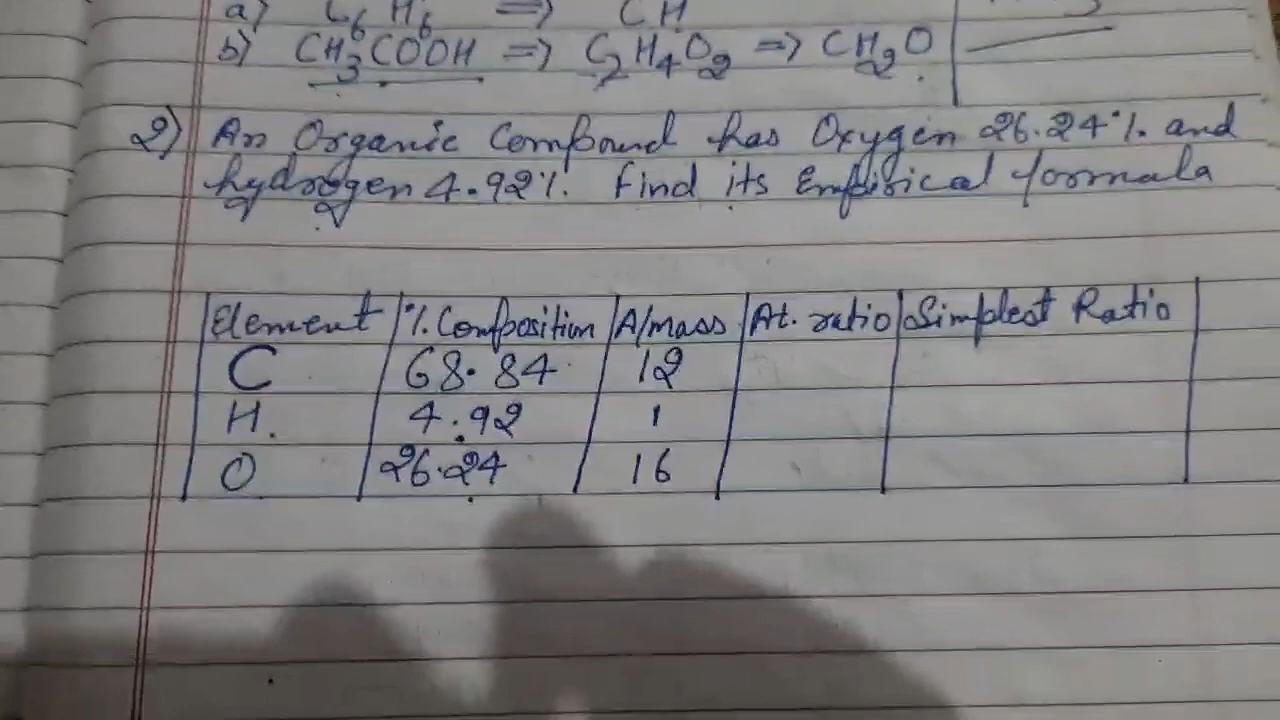 a) C6H6 => CH
b) CH3COOH => C2H4O2 => CH2O
2) An Organic Compound has Oxygen 26.24% and
hydrogen 4.92%. Find its Empirical formula
Element %Composition A/mass At. ratio Simplest Ratio
C 68.84 12
H. 4.92 1
O 26.24 16